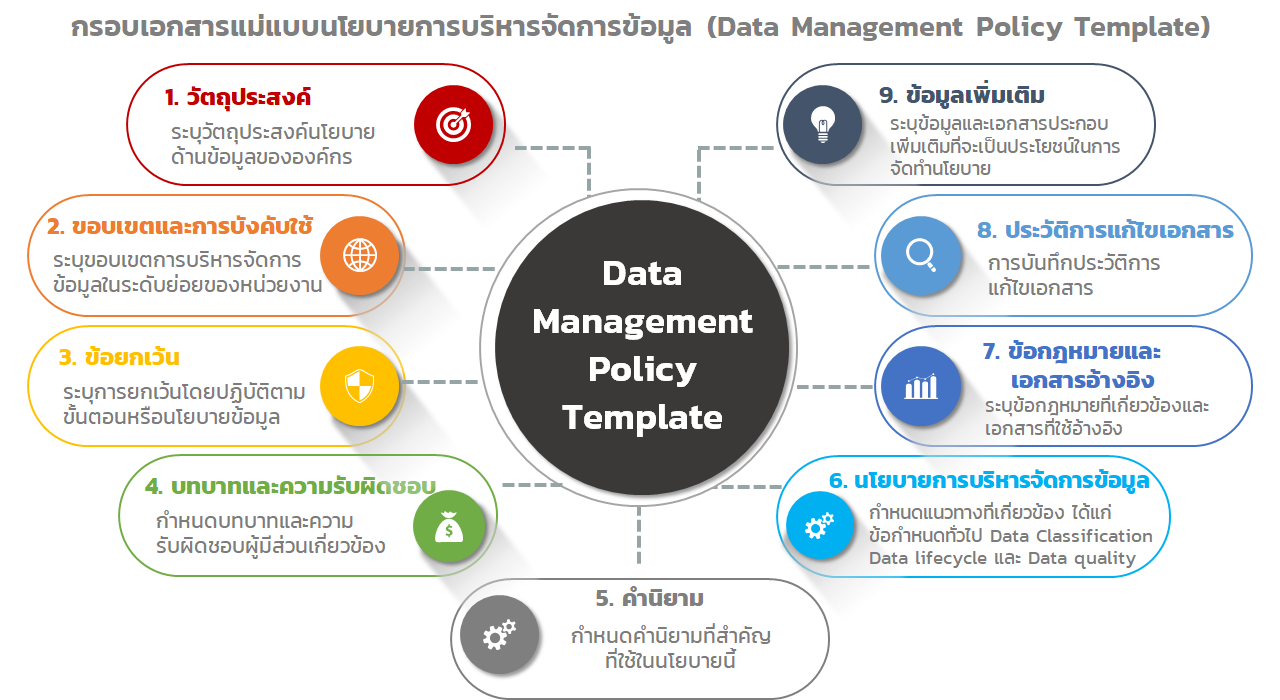 กรอบเอกสารแม่แบบนโยบายการบริหารจัดการข้อมูล (Data Management Policy Template)
1. วัตถุประสงค์
ระบุวัตถุประสงค์นโยบาย
ด้านข้อมูลขององค์กร
2. ขอบเขตและการบังคับใช้
ระบุขอบเขตการบริหารจัดการ
ข้อมูลในระดับย่อยของหน่วยงาน
3. ข้อยกเว้น
ระบุการยกเว้นโดยปฏิบัติตาม
ขั้นตอนหรือนโยบายข้อมูล
4. บทบาทและความรับผิดชอบ
กำหนดบทบาทและความ
รับผิดชอบผู้มีส่วนเกี่ยวข้อง
$
5. คำนิยาม
กำหนดคำนิยามที่สำคัญ
ที่ใช้ในนโยบายนี้
Data
Management
Policy
Template
9. ข้อมูลเพิ่มเติม
ระบุข้อมูลและเอกสารประกอบ
เพิ่มเติมที่จะเป็นประโยชน์ในการ
จัดทำนโยบาย
8. ประวัติการแก้ไขเอกสาร
การบันทึกประวัติการ
แก้ไขเอกสาร
7. ข้อกฎหมายและ
เอกสารอ้างอิง
ระบุข้อกฎหมายที่เกี่ยวข้องและ
เอกสารที่ใช้อ้างอิง
6. นโยบายการบริหารจัดการข้อมูล
กำหนดแนวทางที่เกี่ยวข้อง ได้แก่
ข้อกำหนดทั่วไป Data Classification
Data lifecycle และ Data quality